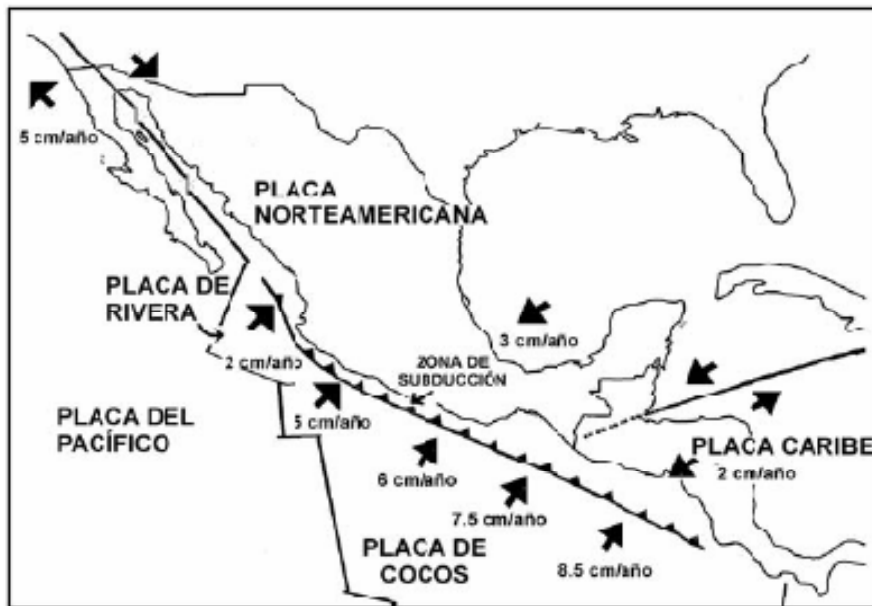 5 cm/año
PLACA
NORTEAMERICANA
PLACA DE
RIVERA
3 cm/año
2 cm/año
ZONA DE
SUBDUCCIÓN
PLACA DEL
PACÍFICO
5 cm/año
PLACA CARIBE
6 cm/año
2 cm/año
7.5 cm/año
PLACA DE
COCOS
8.5 cm/año